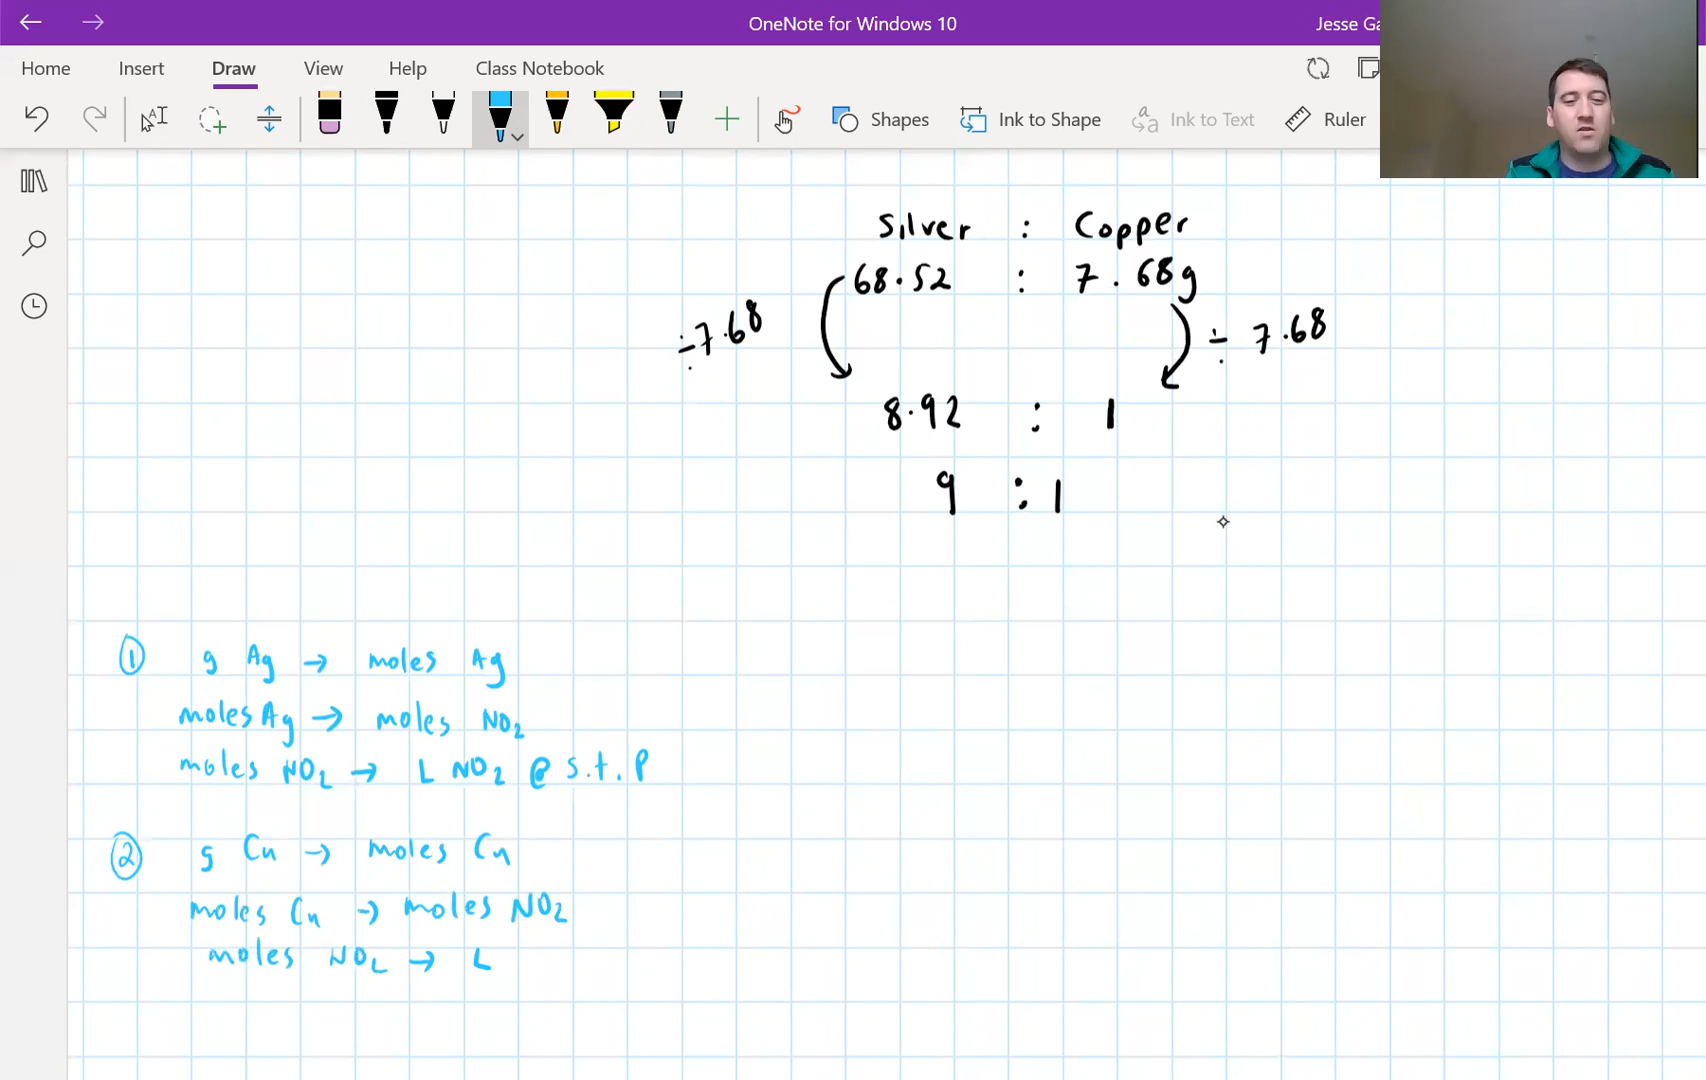 OneNote for Windows 10
Jesse Ga
Home Insert Draw View Help Class Notebook
Shapes Ink to Shape Ink to Text Ruler
Silver : Copper
68.52 : 7.68g
÷7.68 ÷ 7.68
8.92 : 1
9 : 1
① g Ag → moles Ag
moles Ag → moles NO₂
moles NO₂ → L NO₂ @ s.t.p
② g Cu → moles Cu
moles Cu → moles NO₂
moles NO₂ → L